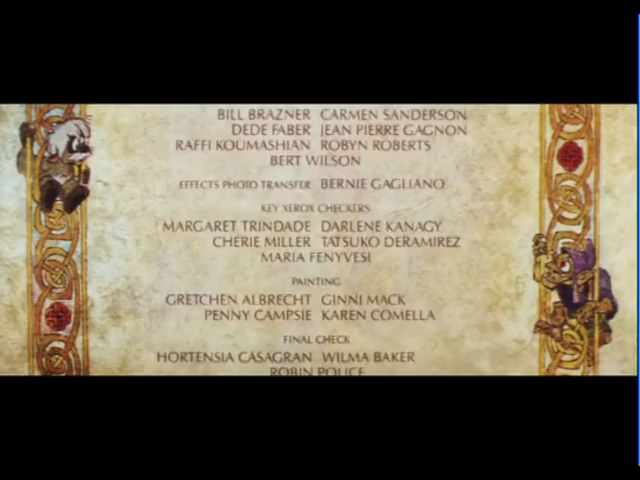 BILL BRAZNER CARMEN SANDERSON
DEDE FABER JEAN PIERRE GAGNON
RAFFI KOUMASHIAN ROBYN ROBERTS
BERT WILSON
EFFECTS PHOTO TRANSFER BERNIE GAGLIANO
KEY XEROX CHECKERS
MARGARET TRINDADE DARLENE KANAGY
CHERIE MILLER TATSUKO DERAMIREZ
MARIA FENYVESI
PAINTING
GRETCHEN ALBRECHT GINNI MACK
PENNY CAMPSIE KAREN COMELLA
FINAL CHECK
HORTENSIA CASAGRAN WILMA BAKER
ROBIN POLICE